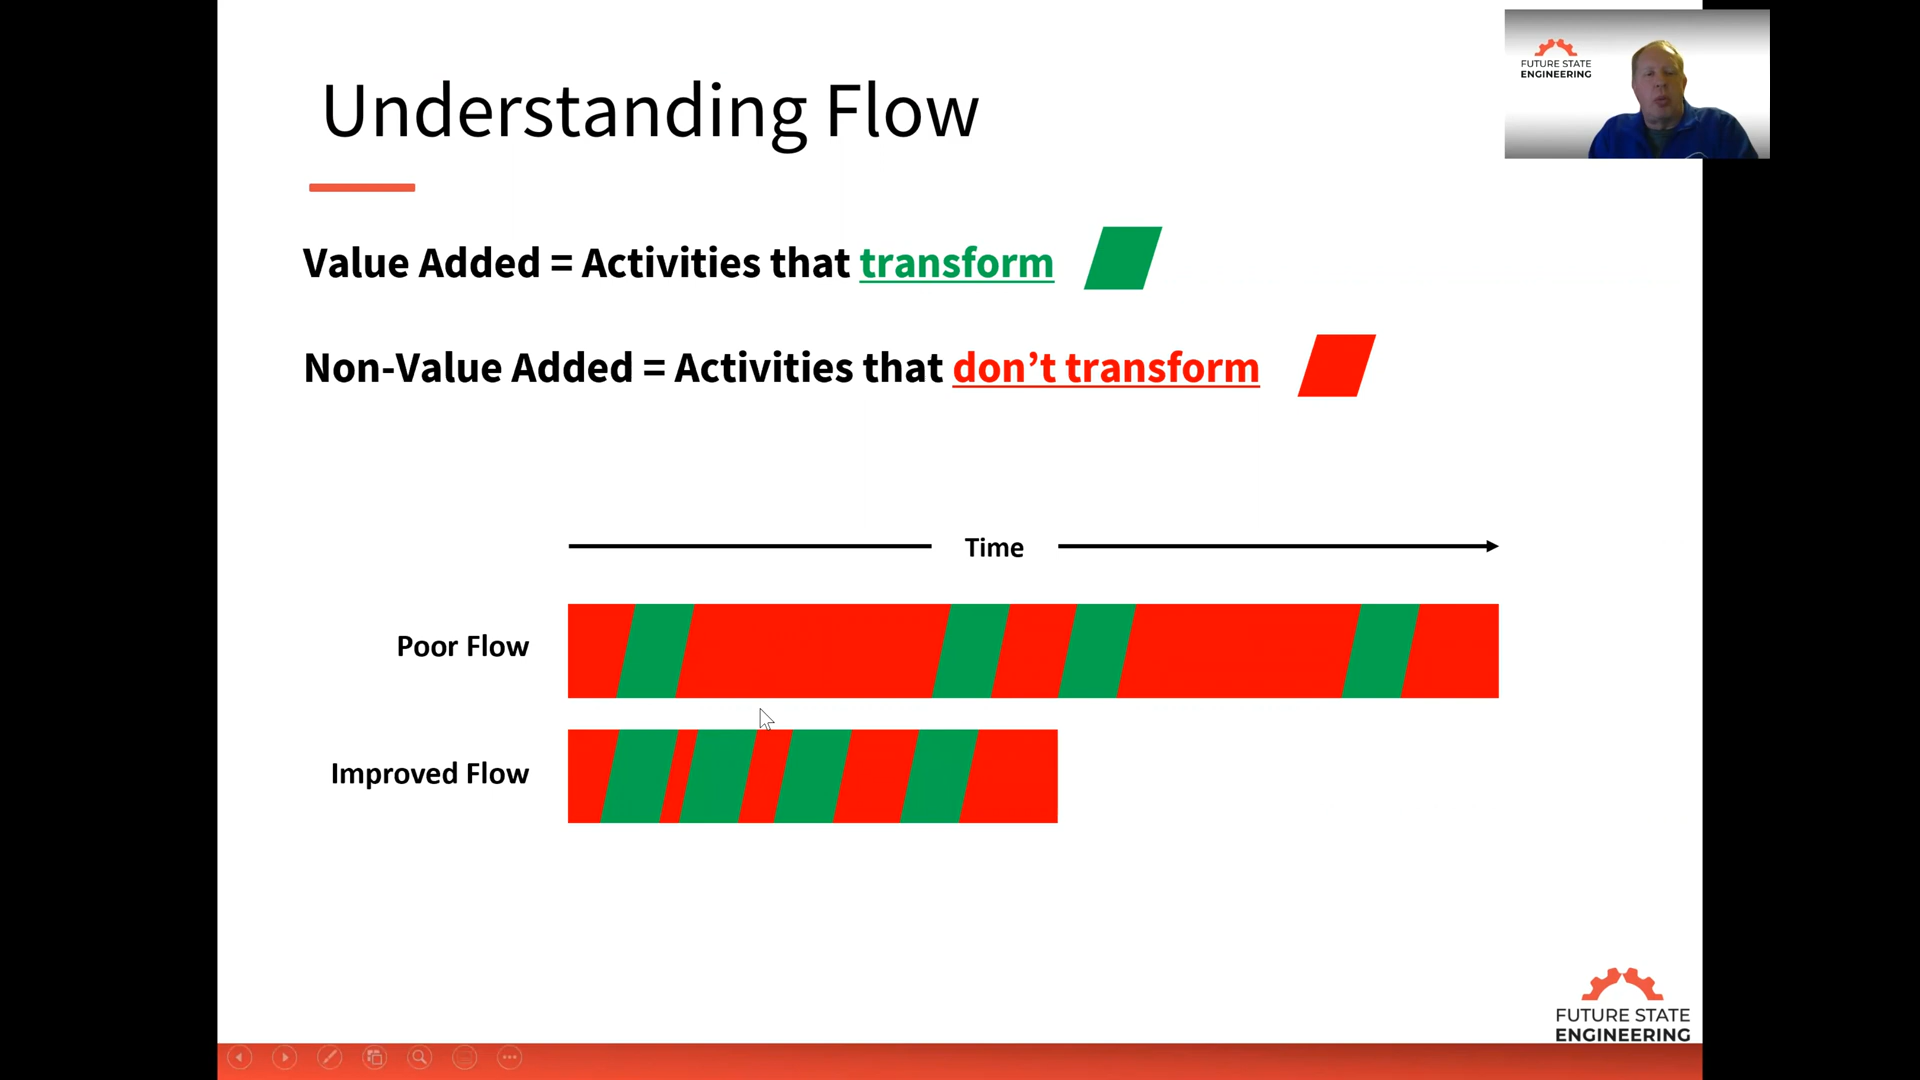 FUTURE STATE
ENGINEERING
Understanding Flow
Value Added = Activities that transform
Non-Value Added = Activities that don’t transform
Time
Poor Flow
Improved Flow
FUTURE STATE
ENGINEERING